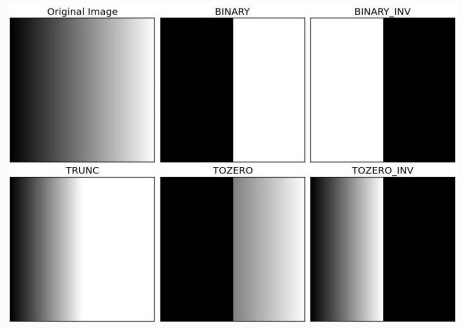 Original Image
BINARY
BINARY_INV
TRUNC
TOZERO
TOZERO_INV